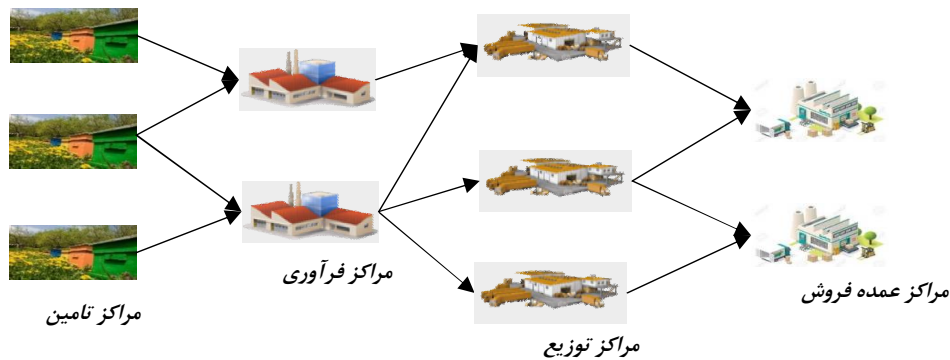 مراکز عمده فروش
مراکز توزیع
مراکز فرآوری
مراکز تامین